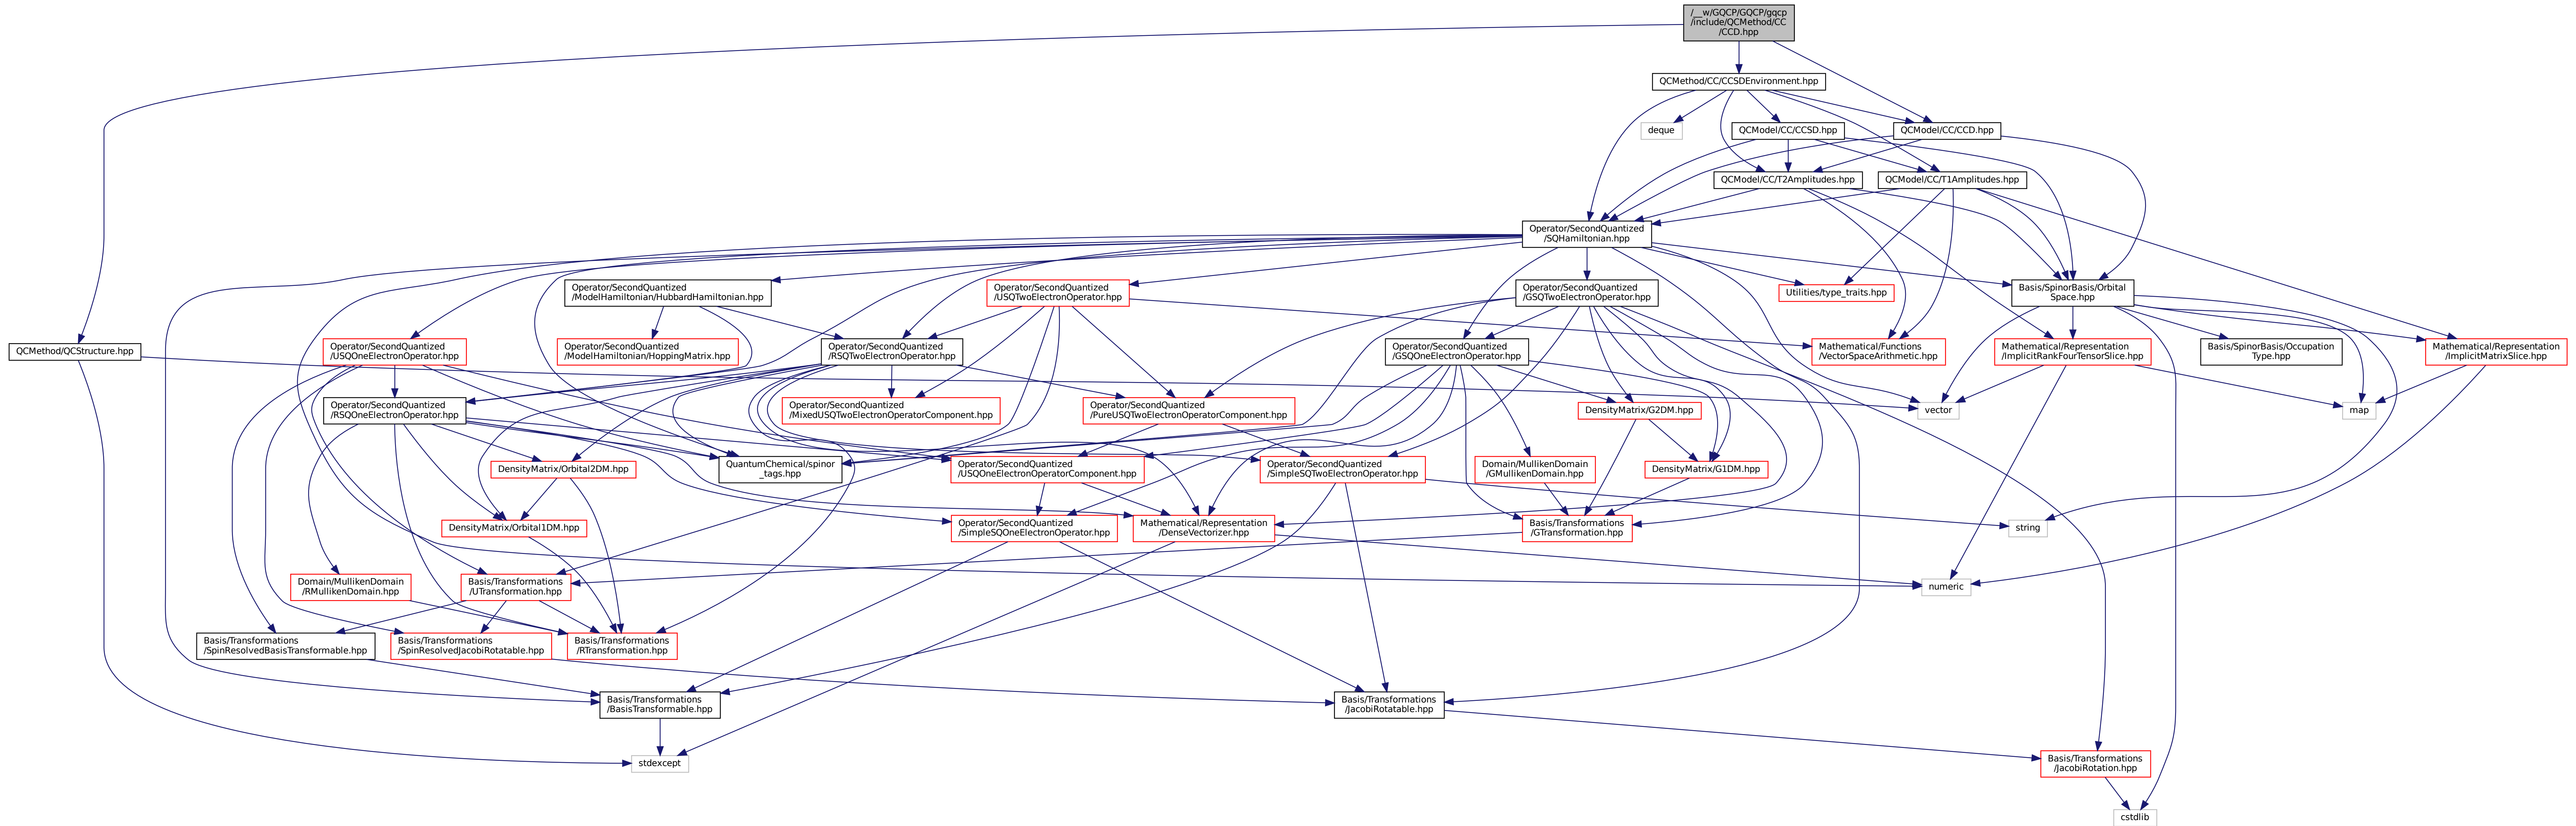 /__w/GQCP/GQCP/gqcp
/include/QCMethod/CC
/CCD.hpp
QCMethod/CC/CCSDEnvironment.hpp
deque
QCModel/CC/CCSD.hpp
QCModel/CC/CCD.hpp
QCModel/CC/T2Amplitudes.hpp
QCModel/CC/T1Amplitudes.hpp
Operator/SecondQuantized
/SQHamiltonian.hpp
Operator/SecondQuantized
/ModelHamiltonian/HubbardHamiltonian.hpp
Operator/SecondQuantized
/USQTwoElectronOperator.hpp
Operator/SecondQuantized
/GSQTwoElectronOperator.hpp
Utilities/type_traits.hpp
Basis/SpinorBasis/Orbital
Space.hpp
QCMethod/QCStructure.hpp
Operator/SecondQuantized
/USQOneElectronOperator.hpp
Operator/SecondQuantized
/ModelHamiltonian/HoppingMatrix.hpp
Operator/SecondQuantized
/RSQTwoElectronOperator.hpp
Operator/SecondQuantized
/GSQOneElectronOperator.hpp
Mathematical/Functions
/VectorSpaceArithmetic.hpp
Mathematical/Representation
/ImplicitRankFourTensorSlice.hpp
Basis/SpinorBasis/Occupation
Type.hpp
Mathematical/Representation
/ImplicitMatrixSlice.hpp
Operator/SecondQuantized
/RSQOneElectronOperator.hpp
Operator/SecondQuantized
/MixedUSQTwoElectronOperatorComponent.hpp
Operator/SecondQuantized
/PureUSQTwoElectronOperatorComponent.hpp
DensityMatrix/G2DM.hpp
vector
map
DensityMatrix/Orbital2DM.hpp
QuantumChemical/spinor
_tags.hpp
Operator/SecondQuantized
/USQOneElectronOperatorComponent.hpp
Operator/SecondQuantized
/SimpleSQTwoElectronOperator.hpp
Domain/MullikenDomain
/GMullikenDomain.hpp
DensityMatrix/G1DM.hpp
DensityMatrix/Orbital1DM.hpp
Operator/SecondQuantized
/SimpleSQOneElectronOperator.hpp
Mathematical/Representation
/DenseVectorizer.hpp
Basis/Transformations
/GTransformation.hpp
string
Domain/MullikenDomain
/RMullikenDomain.hpp
Basis/Transformations
/UTransformation.hpp
numeric
Basis/Transformations
/SpinResolvedBasisTransformable.hpp
Basis/Transformations
/SpinResolvedJacobiRotatable.hpp
Basis/Transformations
/RTransformation.hpp
Basis/Transformations
/BasisTransformable.hpp
Basis/Transformations
/JacobiRotatable.hpp
stdexcept
Basis/Transformations
/JacobiRotation.hpp
cstdlib